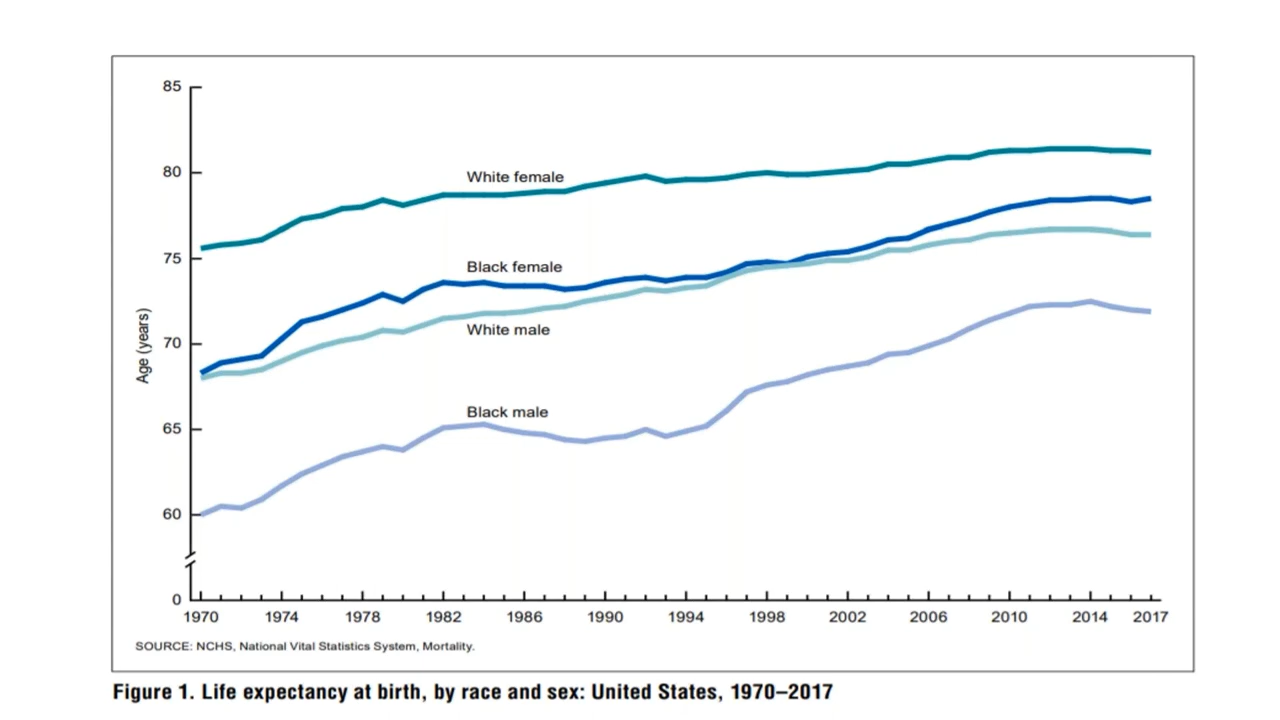 85
80
75
70
65
60
0
Age (years)
White female
Black female
White male
Black male
1970 1974 1978 1982 1986 1990 1994 1998 2002 2006 2010 2014 2017
SOURCE: NCHS, National Vital Statistics System, Mortality.
Figure 1. Life expectancy at birth, by race and sex: United States, 1970–2017